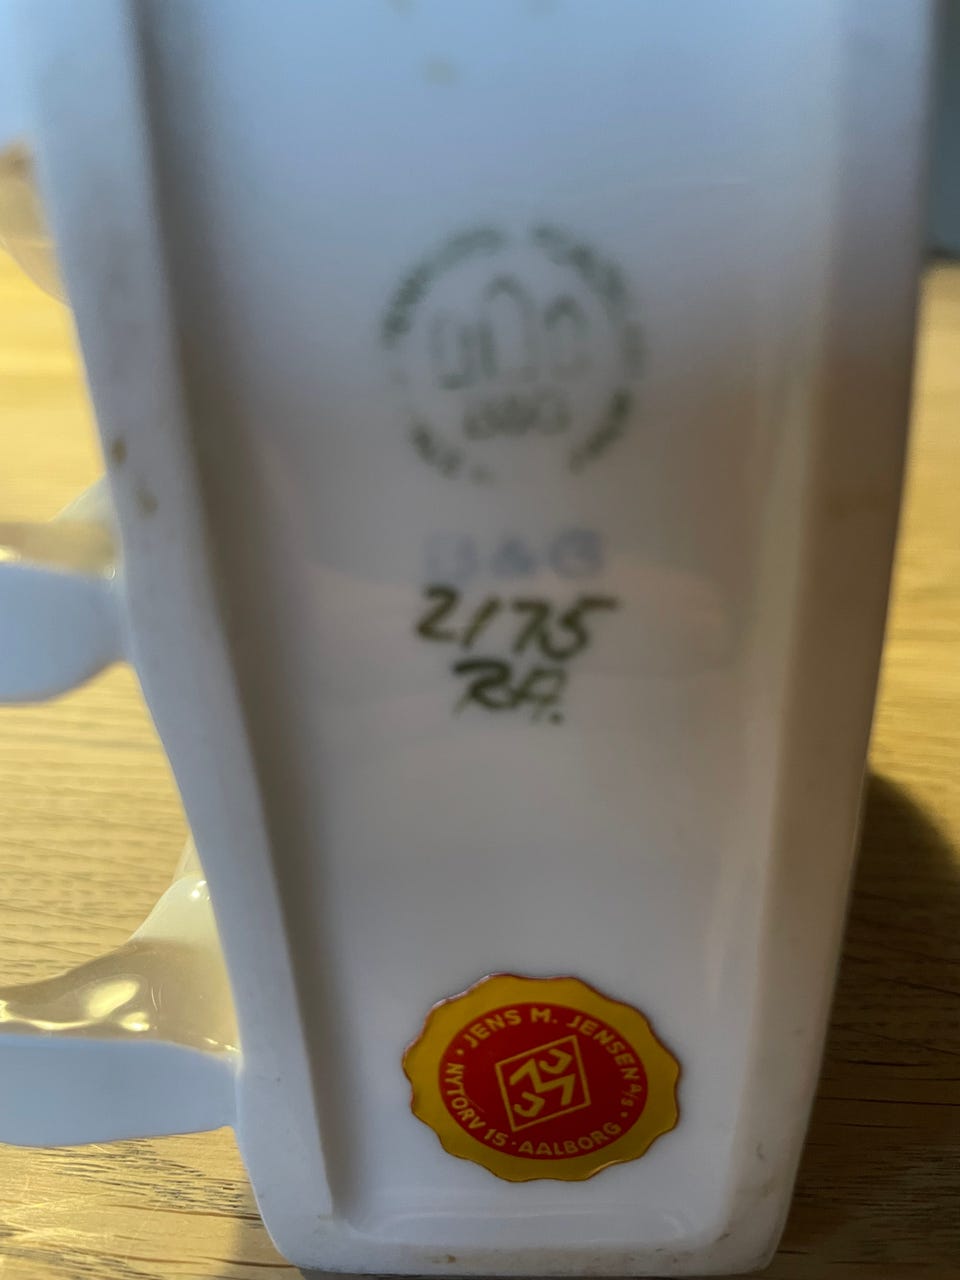 B&G
B&G
2175
RA.
JENS M. JENSEN A/S
NYTORV 15 · AALBORG